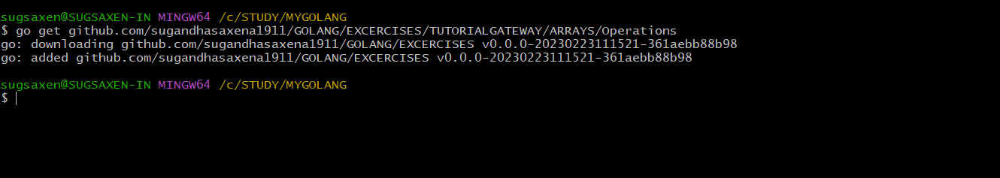 sugsaxen@SUGSAXEN-IN MINGW64 /c/STUDY/MYGOLANG
$ go get github.com/sugandhasaxena1911/GOLANG/EXCERCISES/TUTORIALGATEWAY/ARRAYS/Operations
go: downloading github.com/sugandhasaxena1911/GOLANG/EXCERCISES v0.0.0-20230223111521-361aebb88b98
go: added github.com/sugandhasaxena1911/GOLANG/EXCERCISES v0.0.0-20230223111521-361aebb88b98
sugsaxen@SUGSAXEN-IN MINGW64 /c/STUDY/MYGOLANG
$